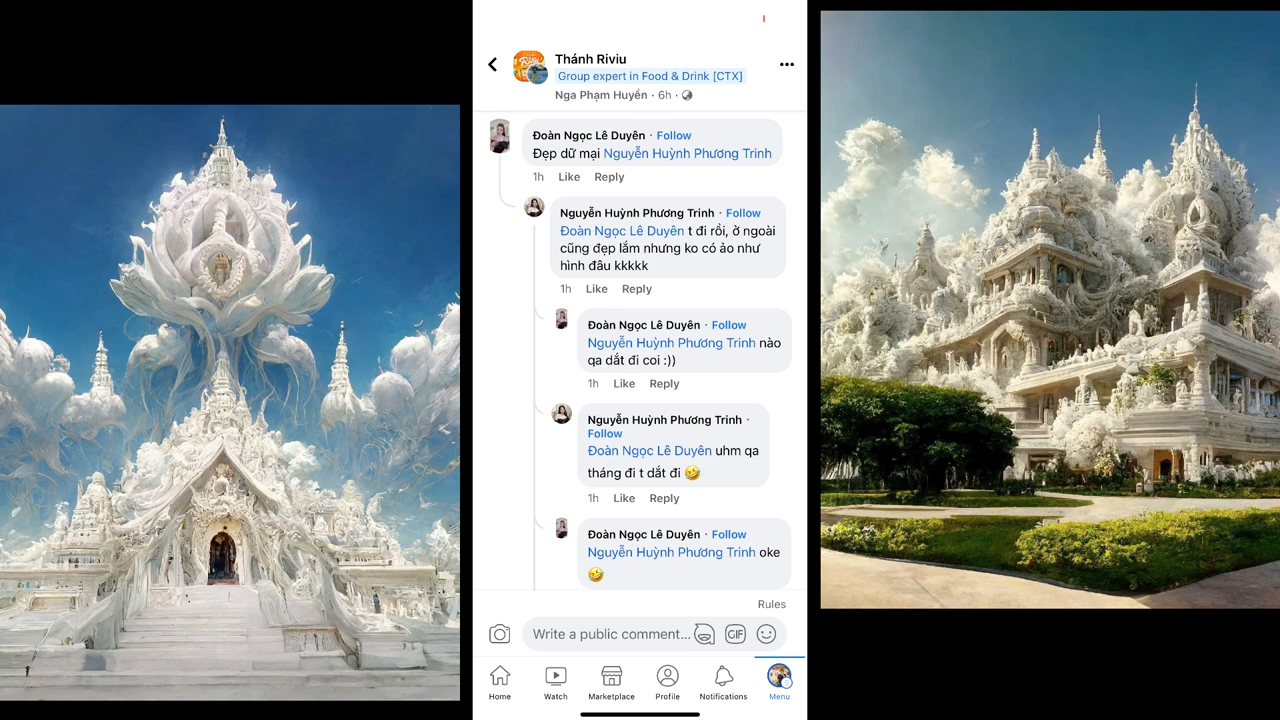 Thánh Riviu
Group expert in Food & Drink [CTX]
Nga Phạm Huyền · 6h ·
Đoàn Ngọc Lê Duyên · Follow
Đẹp dữ mại Nguyễn Huỳnh Phương Trinh
1h Like Reply
Nguyễn Huỳnh Phương Trinh · Follow
Đoàn Ngọc Lê Duyên t đi rồi, ở ngoài
cũng đẹp lắm nhưng ko có ảo như
hình đâu kkkkk
1h Like Reply
Đoàn Ngọc Lê Duyên · Follow
Nguyễn Huỳnh Phương Trinh nào
qa dắt đi coi :))
1h Like Reply
Nguyễn Huỳnh Phương Trinh ·
Follow
Đoàn Ngọc Lê Duyên uhm qa
tháng đi t dắt đi 🤣
1h Like Reply
Đoàn Ngọc Lê Duyên · Follow
Nguyễn Huỳnh Phương Trinh oke
🤣
Rules
Write a public comment...
GIF
Home Watch Marketplace Profile Notifications Menu